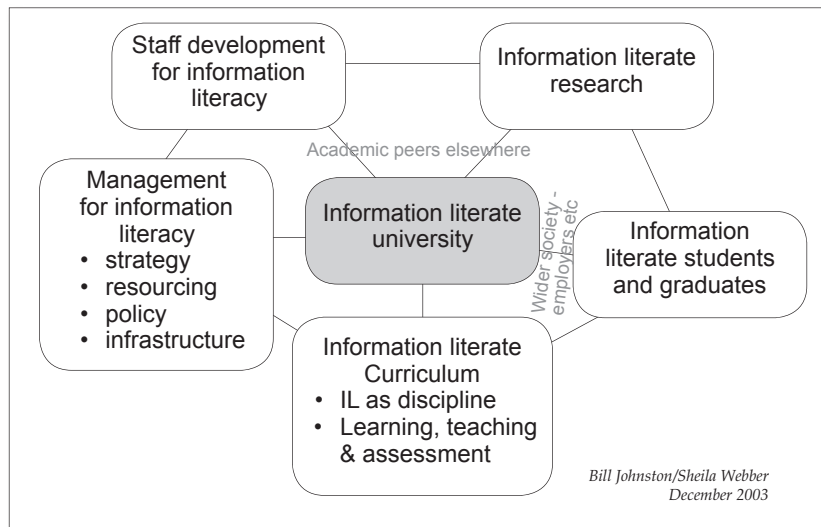 Staff development
for information
literacy
Information literate
research
Academic peers elsewhere
Management
for information
literacy
• strategy
• resourcing
• policy
• infrastructure
Information literate
university
Wider society -
employers etc
Information
literate students
and graduates
Information literate
Curriculum
• IL as discipline
• Learning, teaching
& assessment
Bill Johnston/Sheila Webber
December 2003